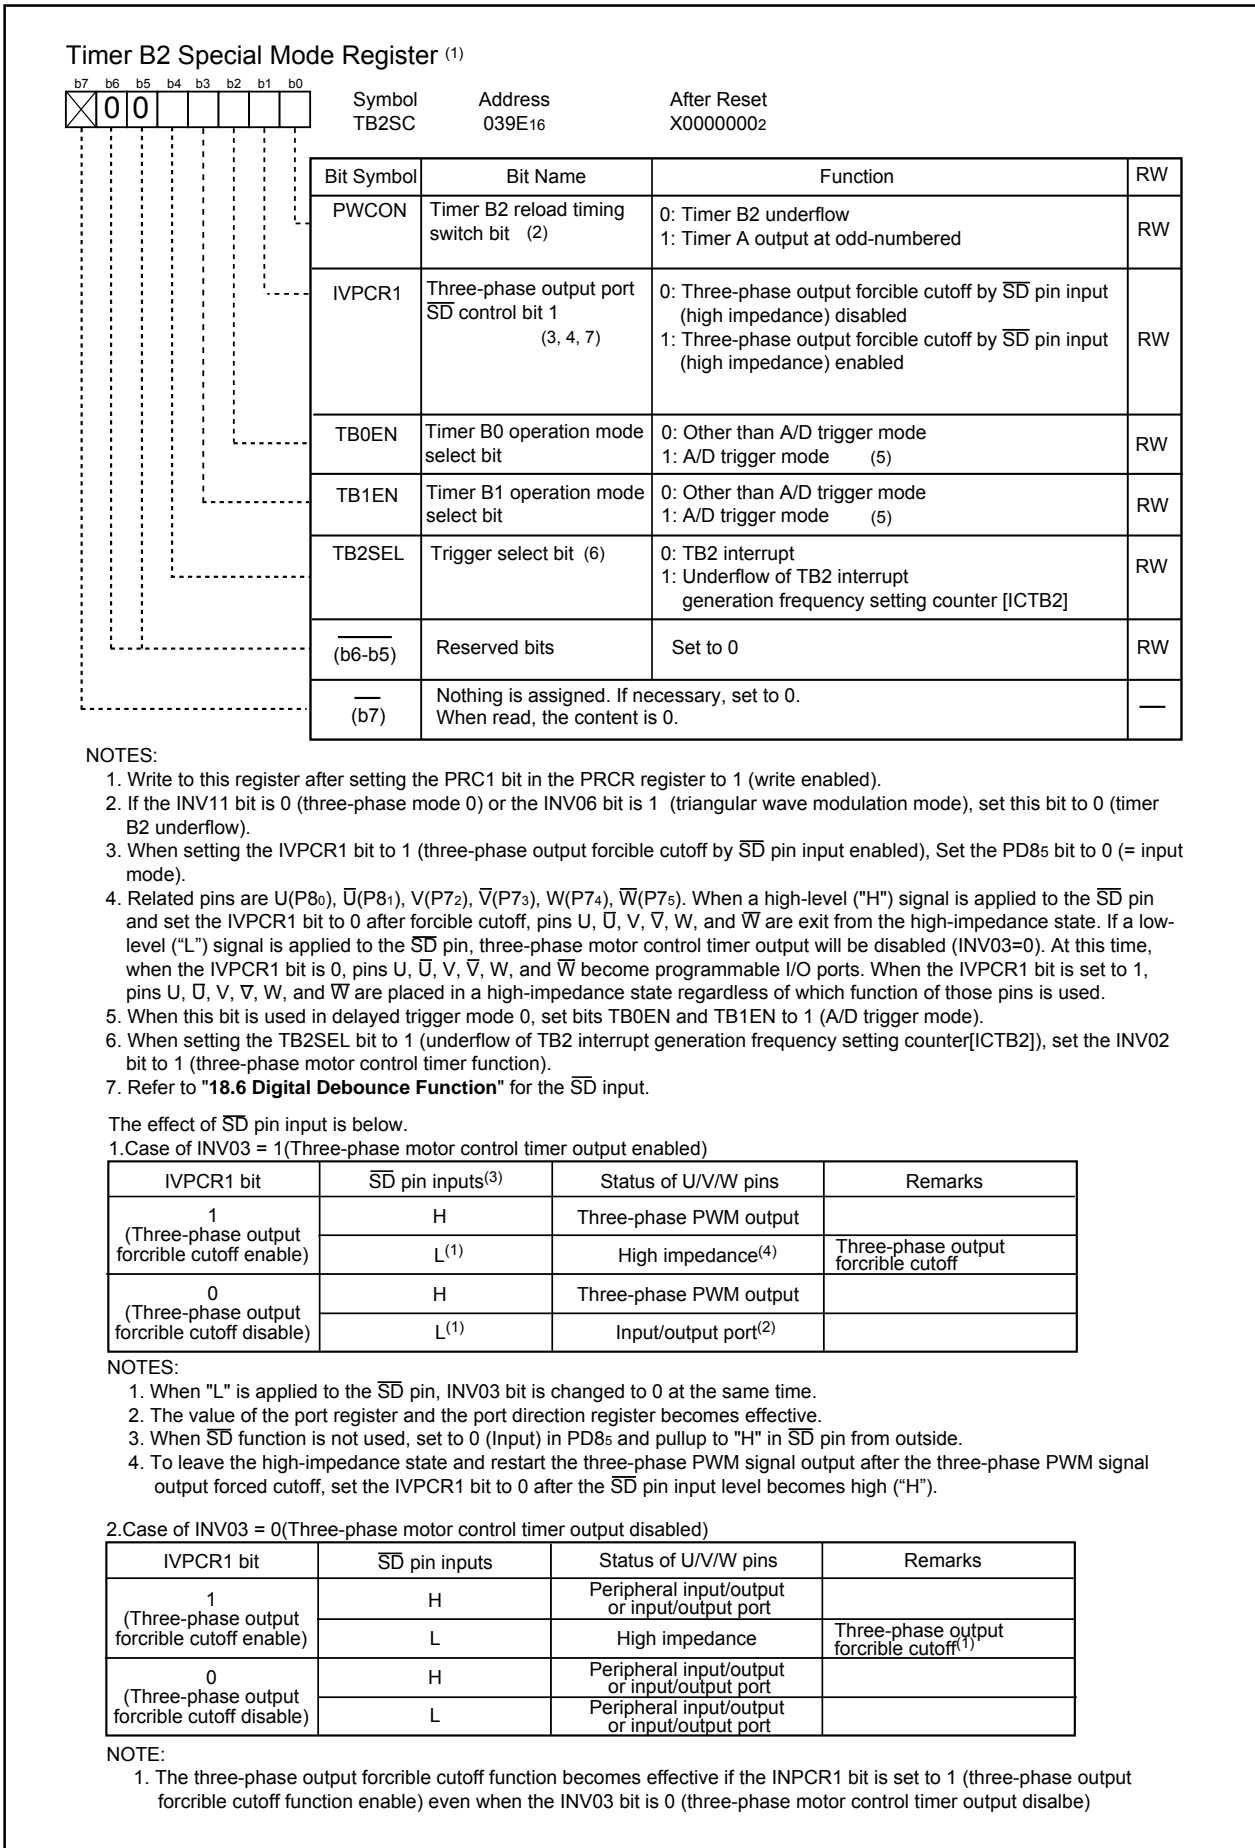 Timer B2 Special Mode Register (1)
b7 b6 b5 b4 b3 b2 b1 b0
0 0
Symbol Address After Reset
TB2SC 039E16 X00000002
Bit Symbol Bit Name Function RW
PWCON Timer B2 reload timing
switch bit (2)
0: Timer B2 underflow
1: Timer A output at odd-numbered
RW
IVPCR1 Three-phase output port
S̅D̅ control bit 1
(3, 4, 7)
0: Three-phase output forcible cutoff by S̅D̅ pin input
(high impedance) disabled
1: Three-phase output forcible cutoff by S̅D̅ pin input
(high impedance) enabled
RW
TB0EN Timer B0 operation mode
select bit
0: Other than A/D trigger mode
1: A/D trigger mode (5)
RW
TB1EN Timer B1 operation mode
select bit
0: Other than A/D trigger mode
1: A/D trigger mode (5)
RW
TB2SEL Trigger select bit (6)
0: TB2 interrupt
1: Underflow of TB2 interrupt
generation frequency setting counter [ICTB2]
RW
(b6-b5) Reserved bits Set to 0 RW
(b7)
Nothing is assigned. If necessary, set to 0.
When read, the content is 0.
—
NOTES:
1. Write to this register after setting the PRC1 bit in the PRCR register to 1 (write enabled).
2. If the INV11 bit is 0 (three-phase mode 0) or the INV06 bit is 1 (triangular wave modulation mode), set this bit to 0 (timer
B2 underflow).
3. When setting the IVPCR1 bit to 1 (three-phase output forcible cutoff by S̅D̅ pin input enabled), Set the PD85 bit to 0 (= input
mode).
4. Related pins are U(P80), U̅(P81), V(P72), V̅(P73), W(P74), W̅(P75). When a high-level ("H") signal is applied to the S̅D̅ pin
and set the IVPCR1 bit to 0 after forcible cutoff, pins U, U̅, V, V̅, W, and W̅ are exit from the high-impedance state. If a low-
level (“L”) signal is applied to the S̅D̅ pin, three-phase motor control timer output will be disabled (INV03=0). At this time,
when the IVPCR1 bit is 0, pins U, U̅, V, V̅, W, and W̅ become programmable I/O ports. When the IVPCR1 bit is set to 1,
pins U, U̅, V, V̅, W, and W̅ are placed in a high-impedance state regardless of which function of those pins is used.
5. When this bit is used in delayed trigger mode 0, set bits TB0EN and TB1EN to 1 (A/D trigger mode).
6. When setting the TB2SEL bit to 1 (underflow of TB2 interrupt generation frequency setting counter[ICTB2]), set the INV02
bit to 1 (three-phase motor control timer function).
7. Refer to "18.6 Digital Debounce Function" for the S̅D̅ input.
The effect of S̅D̅ pin input is below.
1.Case of INV03 = 1(Three-phase motor control timer output enabled)
IVPCR1 bit S̅D̅ pin inputs(3) Status of U/V/W pins Remarks
1
(Three-phase output
forcrible cutoff enable)
H Three-phase PWM output
L(1) High impedance(4) Three-phase output
forcrible cutoff
0
(Three-phase output
forcrible cutoff disable)
H Three-phase PWM output
L(1) Input/output port(2)
NOTES:
1. When "L" is applied to the S̅D̅ pin, INV03 bit is changed to 0 at the same time.
2. The value of the port register and the port direction register becomes effective.
3. When S̅D̅ function is not used, set to 0 (Input) in PD85 and pullup to "H" in S̅D̅ pin from outside.
4. To leave the high-impedance state and restart the three-phase PWM signal output after the three-phase PWM signal
output forced cutoff, set the IVPCR1 bit to 0 after the S̅D̅ pin input level becomes high (“H”).
2.Case of INV03 = 0(Three-phase motor control timer output disabled)
IVPCR1 bit S̅D̅ pin inputs Status of U/V/W pins Remarks
1
(Three-phase output
forcrible cutoff enable)
H Peripheral input/output
or input/output port
L High impedance Three-phase output
forcrible cutoff(1)
0
(Three-phase output
forcrible cutoff disable)
H Peripheral input/output
or input/output port
L Peripheral input/output
or input/output port
NOTE:
1. The three-phase output forcrible cutoff function becomes effective if the INPCR1 bit is set to 1 (three-phase output
forcrible cutoff function enable) even when the INV03 bit is 0 (three-phase motor control timer output disalbe)